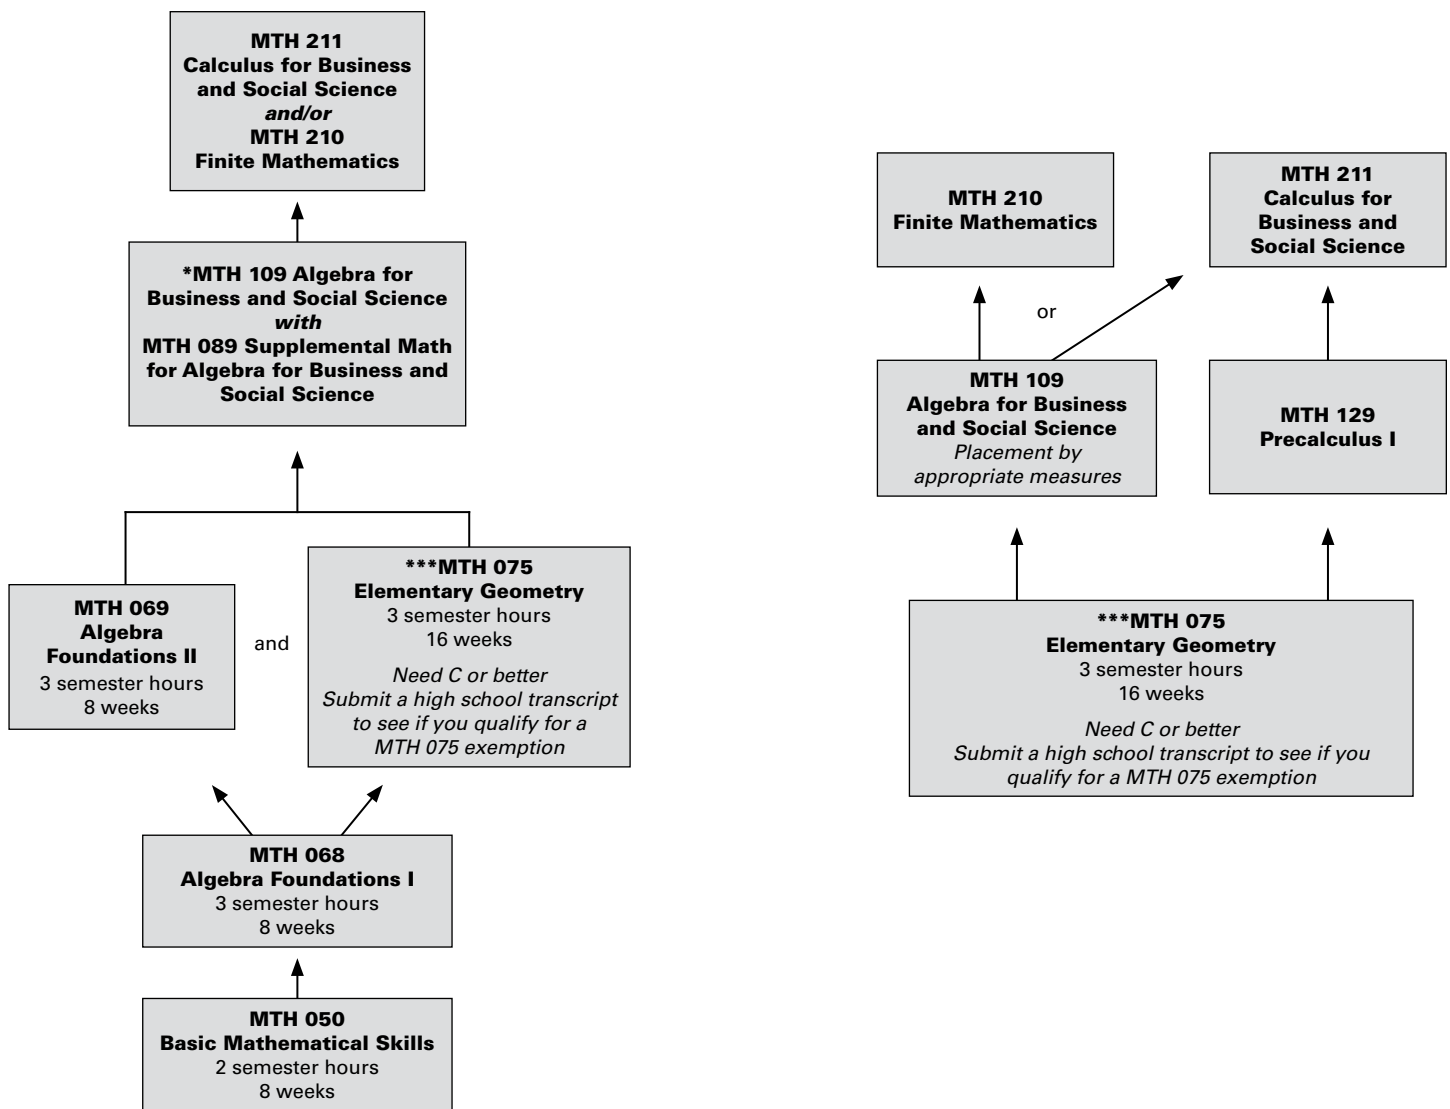 MTH 211
Calculus for Business
and Social Science
and/or
MTH 210
Finite Mathematics
*MTH 109 Algebra for
Business and Social Science
with
MTH 089 Supplemental Math
for Algebra for Business and
Social Science
MTH 069
Algebra
Foundations II
3 semester hours
8 weeks
and
***MTH 075
Elementary Geometry
3 semester hours
16 weeks
Need C or better
Submit a high school transcript
to see if you qualify for a
MTH 075 exemption
MTH 068
Algebra Foundations I
3 semester hours
8 weeks
MTH 050
Basic Mathematical Skills
2 semester hours
8 weeks
MTH 210
Finite Mathematics
MTH 211
Calculus for
Business and
Social Science
or
MTH 109
Algebra for Business
and Social Science
Placement by
appropriate measures
MTH 129
Precalculus I
***MTH 075
Elementary Geometry
3 semester hours
16 weeks
Need C or better
Submit a high school transcript to see if you
qualify for a MTH 075 exemption